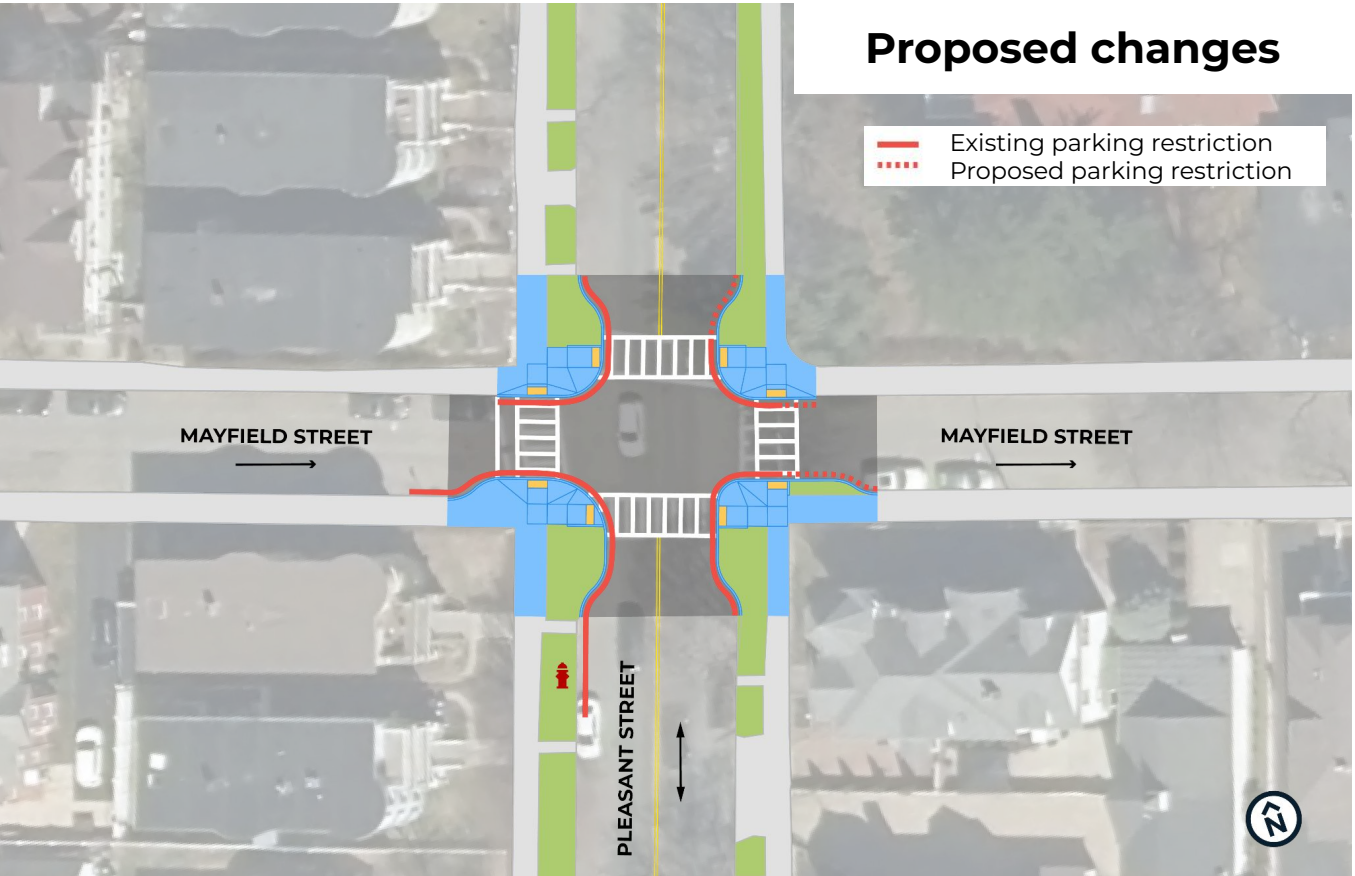 Proposed changes
Existing parking restriction
Proposed parking restriction
MAYFIELD STREET
MAYFIELD STREET
PLEASANT STREET
N